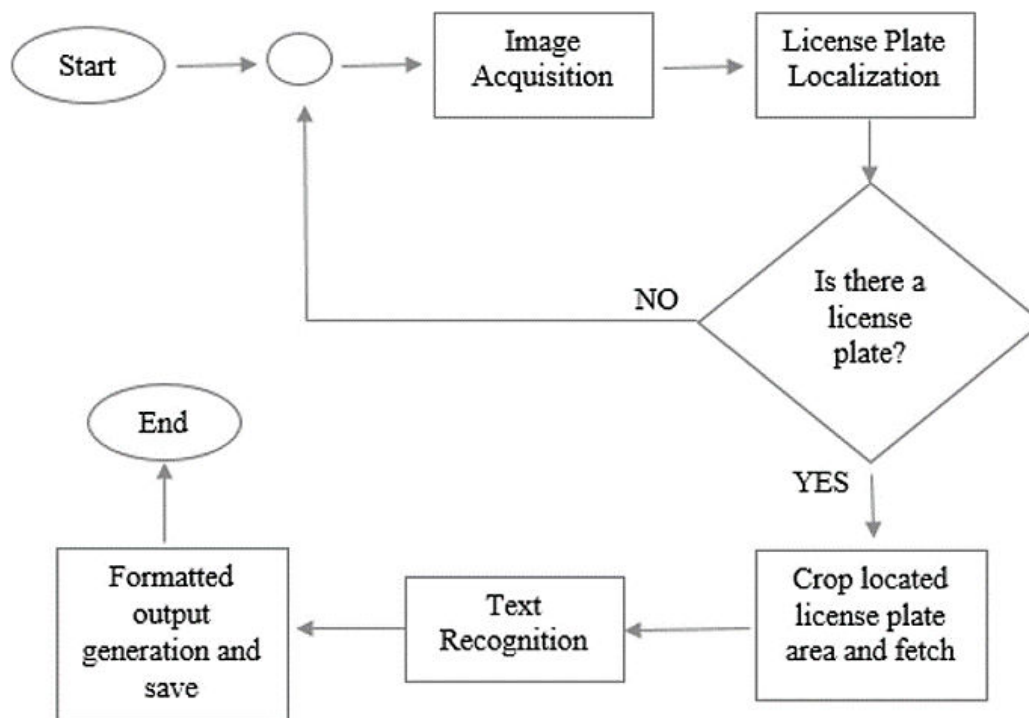 Start
Image
Acquisition
License Plate
Localization
Is there a
license
plate?
NO
YES
Crop located
license plate
area and fetch
Text
Recognition
Formatted
output
generation and
save
End